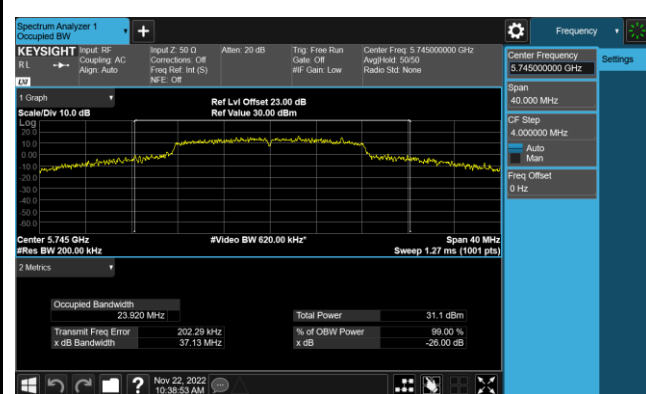 Spectrum Analyzer 1
Occupied BW
Frequency
KEYSIGHT
Input: RF
Coupling: AC
Align: Auto
Input Z: 50 Ω
Corrections: Off
Freq Ref: Int (S)
NFE: Off
Atten: 20 dB
Trig: Free Run
Gate: Off
#IF Gain: Low
Center Freq: 5.745000000 GHz
Avg|Hold: 50/50
Radio Std: None
RL
LXI
Center Frequency
5.745000000 GHz
Settings
Span
40.000 MHz
CF Step
4.000000 MHz
Auto
Man
Freq Offset
0 Hz
1 Graph
Scale/Div 10.0 dB
Ref Lvl Offset 23.00 dB
Ref Value 30.00 dBm
Log
20.0
10.0
0.00
-10.0
-20.0
-30.0
-40.0
-50.0
-60.0
Center 5.745 GHz
#Res BW 200.00 kHz
#Video BW 620.00 kHz*
Span 40 MHz
Sweep 1.27 ms (1001 pts)
2 Metrics
Occupied Bandwidth
23.920 MHz
Total Power 31.1 dBm
Transmit Freq Error 202.29 kHz
% of OBW Power 99.00 %
x dB Bandwidth 37.13 MHz
x dB -26.00 dB
?
Nov 22, 2022
10:38:53 AM